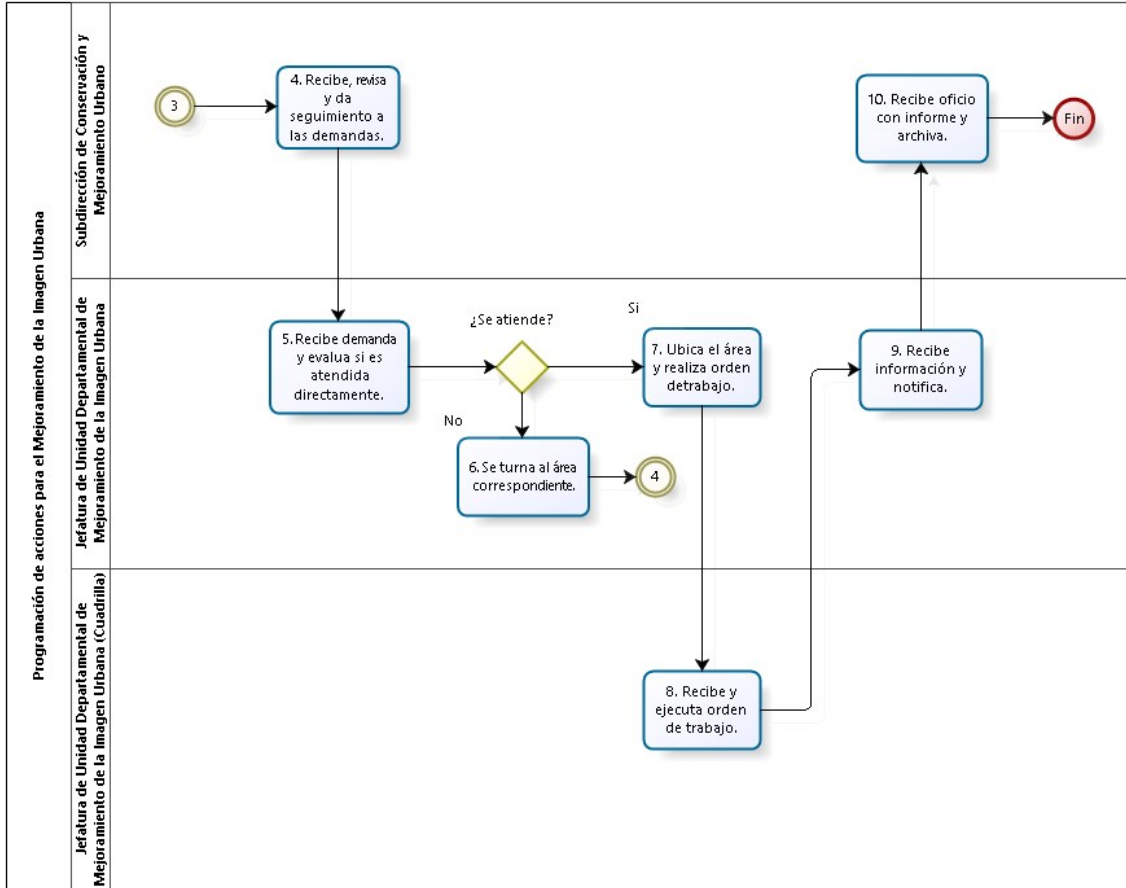 Programación de acciones para el Mejoramiento de la Imagen Urbana
Subdirección de Conservación y
Mejoramiento Urbano
3
4. Recibe, revisa
y da
seguimiento a
las demandas.
10. Recibe oficio
con informe y
archiva.
Fin
Jefatura de Unidad Departamental de
Mejoramiento de la Imagen Urbana
5. Recibe demanda
y evalua si es
atendida
directamente.
¿Se atiende?
Si
No
6. Se turna al área
correspondiente.
4
7. Ubica el área
y realiza orden
detrabajo.
9. Recibe
información y
notifica.
Jefatura de Unidad Departamental de
Mejoramiento de la Imagen Urbana (Cuadrilla)
8. Recibe y
ejecuta orden
de trabajo.